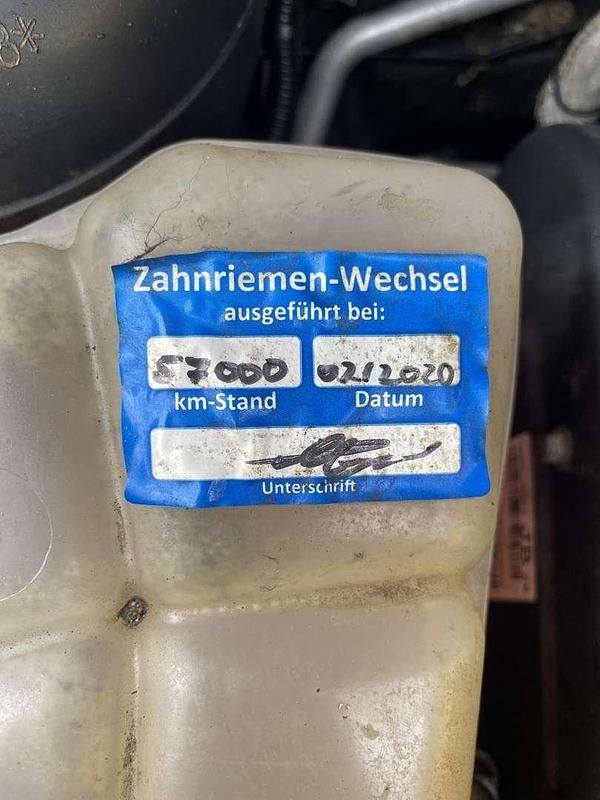 Zahnriemen-Wechsel
ausgeführt bei:
57000 02/2020
km-Stand Datum
Unterschrift